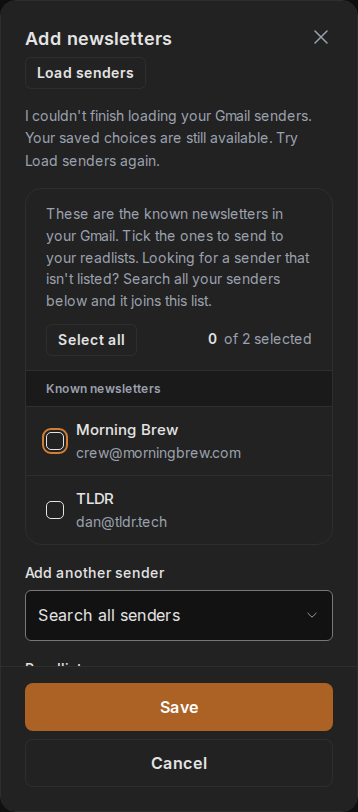 Add newsletters
Load senders
I couldn't finish loading your Gmail senders.
Your saved choices are still available. Try
Load senders again.
These are the known newsletters in
your Gmail. Tick the ones to send to
your readlists. Looking for a sender that
isn't listed? Search all your senders
below and it joins this list.
Select all
0 of 2 selected
Known newsletters
Morning Brew
crew@morningbrew.com
TLDR
dan@tldr.tech
Add another sender
Search all senders
Save
Cancel